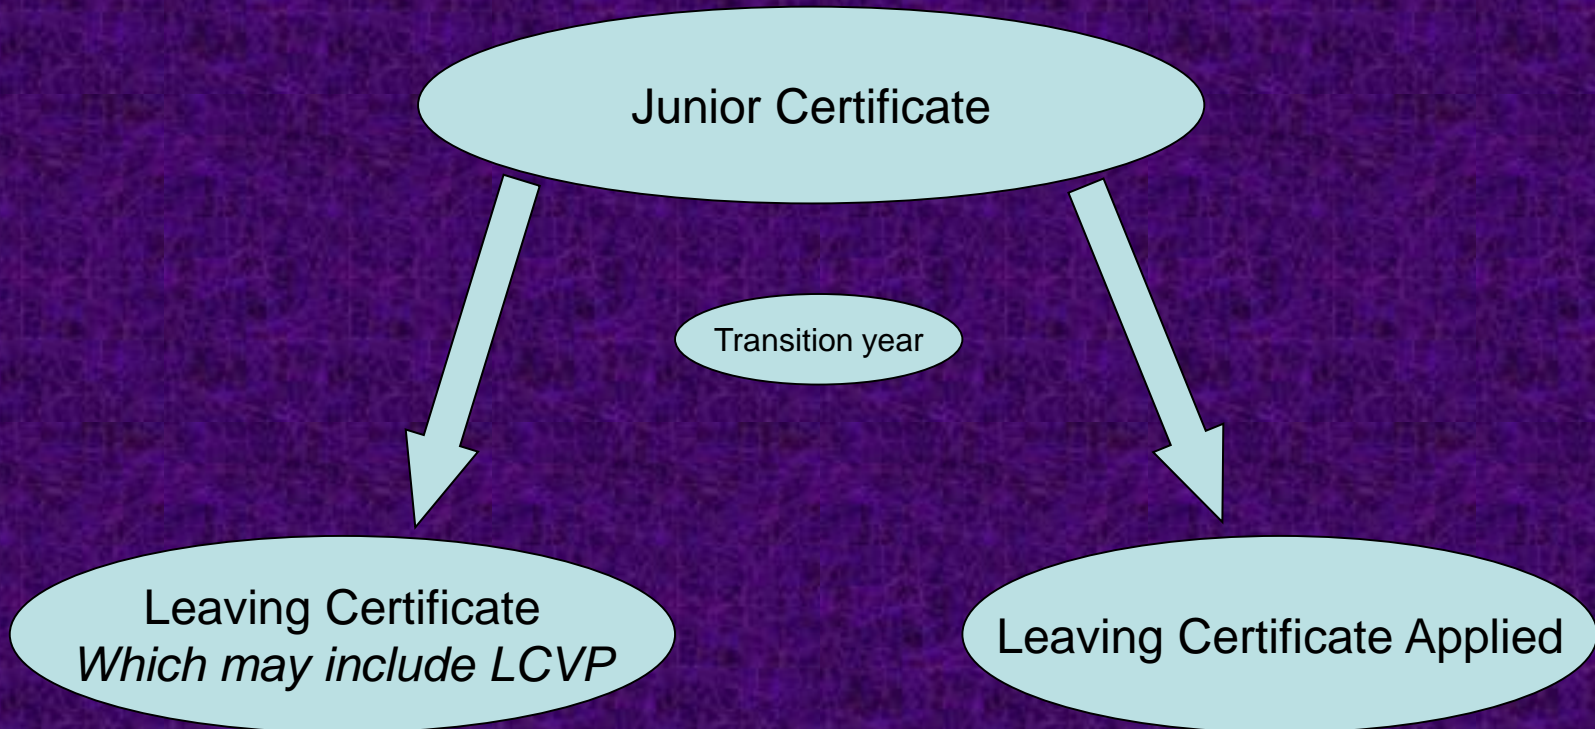 Junior Certificate
Transition year
Leaving Certificate
Which may include LCVP
Leaving Certificate Applied